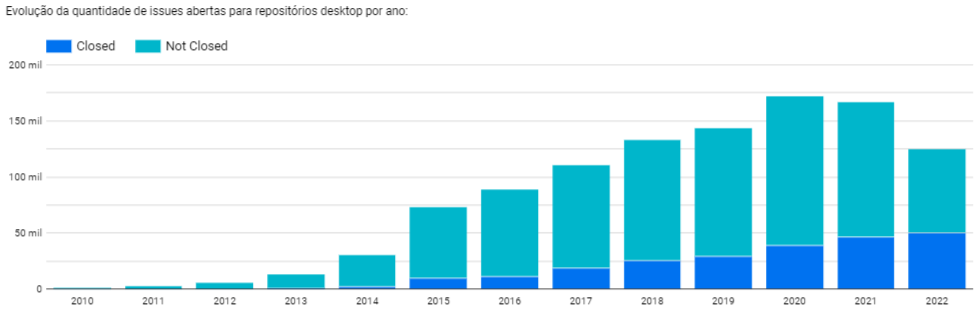 Evolução da quantidade de issues abertas para repositórios desktop por ano:
Closed Not Closed
200 mil
150 mil
100 mil
50 mil
0
2010 2011 2012 2013 2014 2015 2016 2017 2018 2019 2020 2021 2022